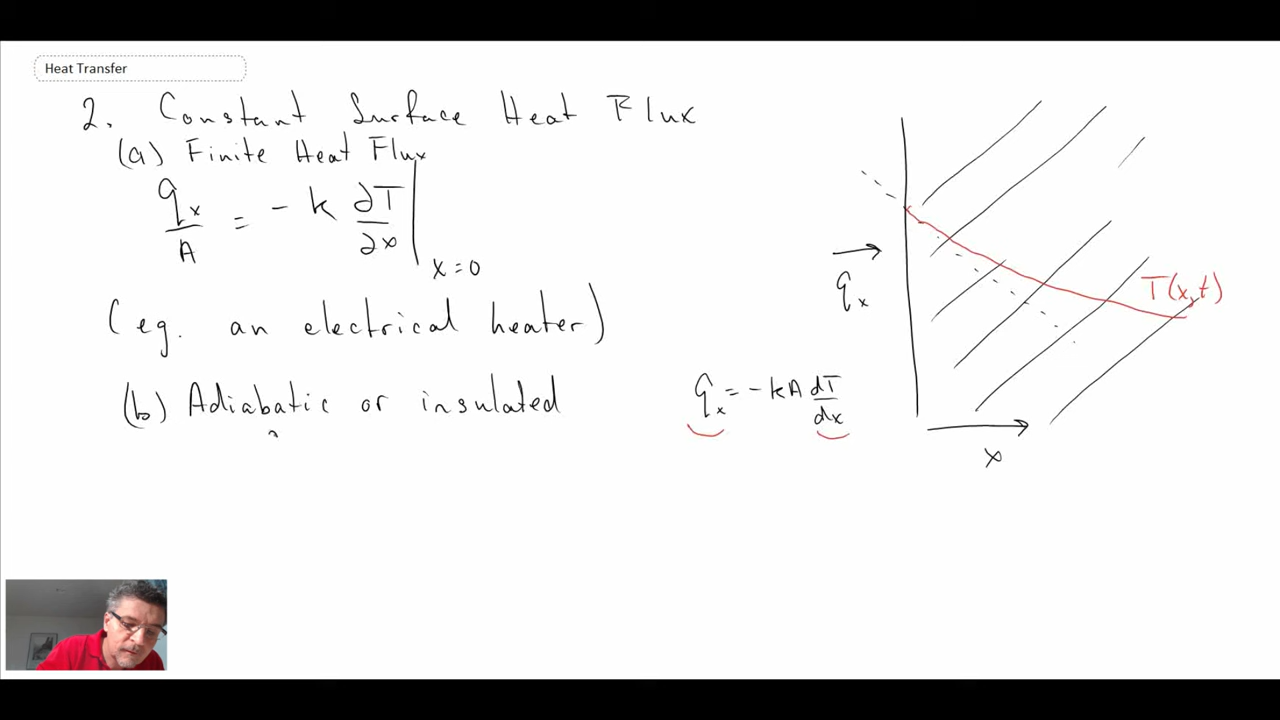 Heat Transfer
2. Constant Surface Heat Flux
(a) Finite Heat Flux
qx/A = - k ∂T/∂x | x = 0
(eg. an electrical heater)
(b) Adiabatic or insulated
qx = - kA dT/dx
qx
T(x,t)
x